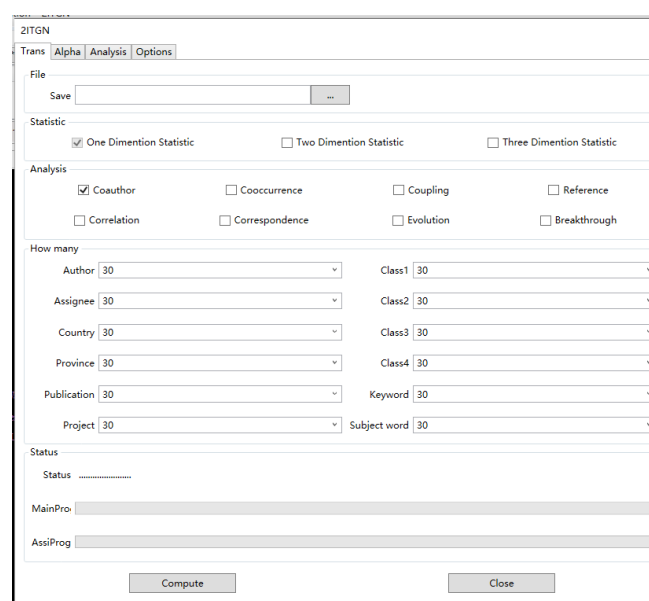 2ITGN
Trans Alpha Analysis Options
File
Save ...
Statistic
One Dimention Statistic Two Dimention Statistic Three Dimention Statistic
Analysis
Coauthor Cooccurrence Coupling Reference
Correlation Correspondence Evolution Breakthrough
How many
Author 30 Class1 30
Assignee 30 Class2 30
Country 30 Class3 30
Province 30 Class4 30
Publication 30 Keyword 30
Project 30 Subject word 30
Status
Status .......................
MainPro
AssiProg
Compute Close